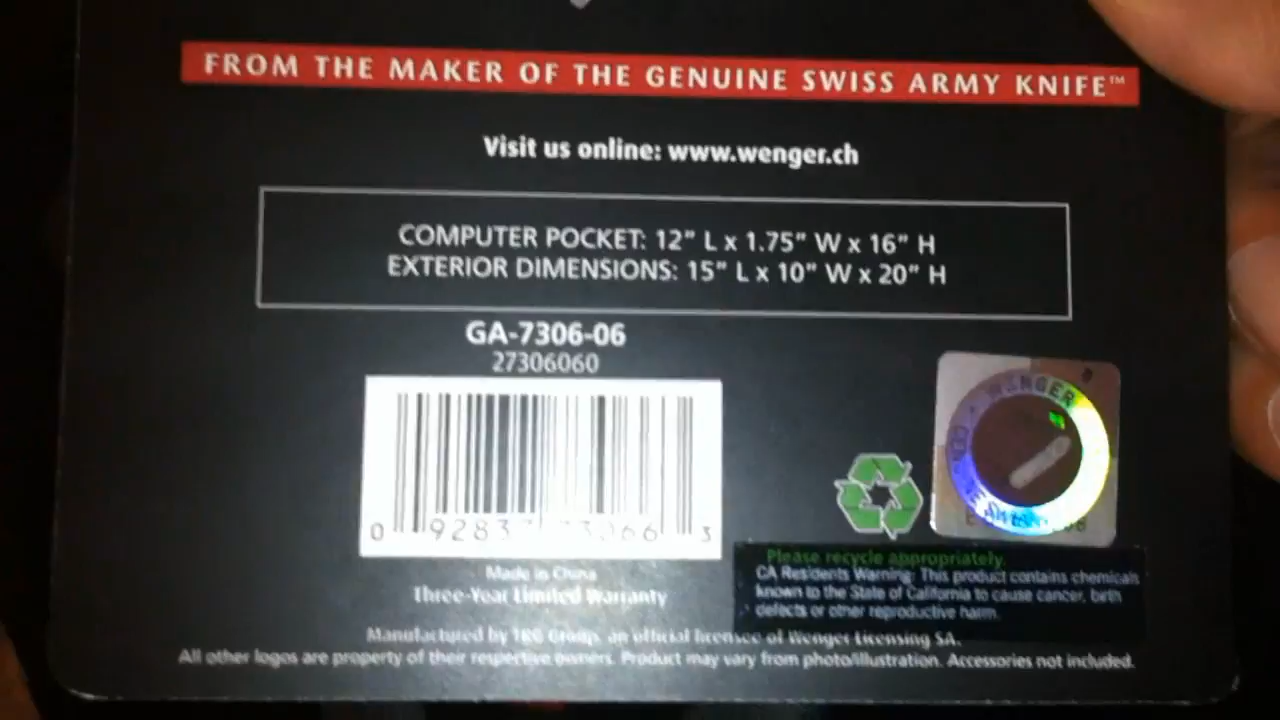 FROM THE MAKER OF THE GENUINE SWISS ARMY KNIFE™
Visit us online: www.wenger.ch
COMPUTER POCKET: 12” L x 1.75” W x 16” H
EXTERIOR DIMENSIONS: 15” L x 10” W x 20” H
GA-7306-06
27306060
0 3
WENGER
Please recycle appropriately.
CA Residents Warning: This product contains chemicals
known to the State of California to cause cancer, birth
defects or other reproductive harm.
Made in China
Three-Year Limited Warranty
Manufactured by Group, an official licensee of Wenger Licensing SA.
All other logos are property of their respective owners. Product may vary from photo/illustration. Accessories not included.